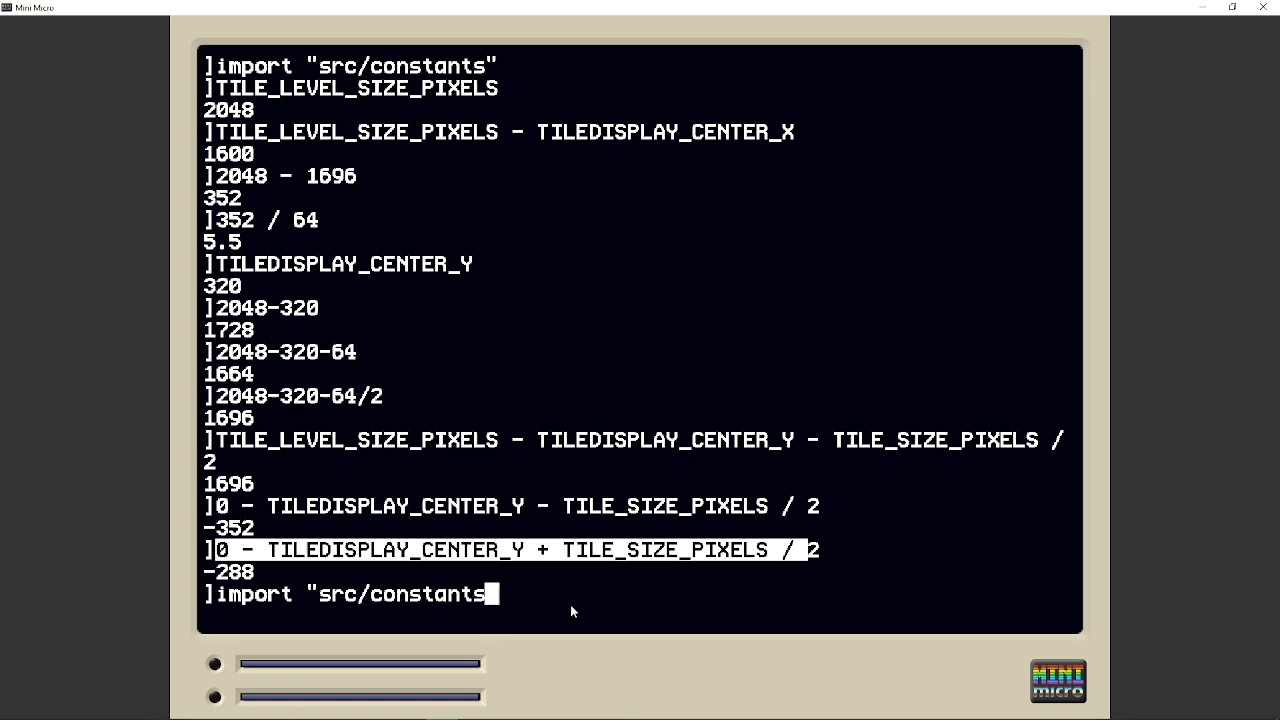 Mini Micro
]import "src/constants"
]TILE_LEVEL_SIZE_PIXELS
2048
]TILE_LEVEL_SIZE_PIXELS - TILEDISPLAY_CENTER_X
1600
]2048 - 1696
352
]352 / 64
5.5
]TILEDISPLAY_CENTER_Y
320
]2048-320
1728
]2048-320-64
1664
]2048-320-64/2
1696
]TILE_LEVEL_SIZE_PIXELS - TILEDISPLAY_CENTER_Y - TILE_SIZE_PIXELS /
2
1696
]0 - TILEDISPLAY_CENTER_Y - TILE_SIZE_PIXELS / 2
-352
]0 - TILEDISPLAY_CENTER_Y + TILE_SIZE_PIXELS / 2
-288
]import "src/constants
MINI
micro